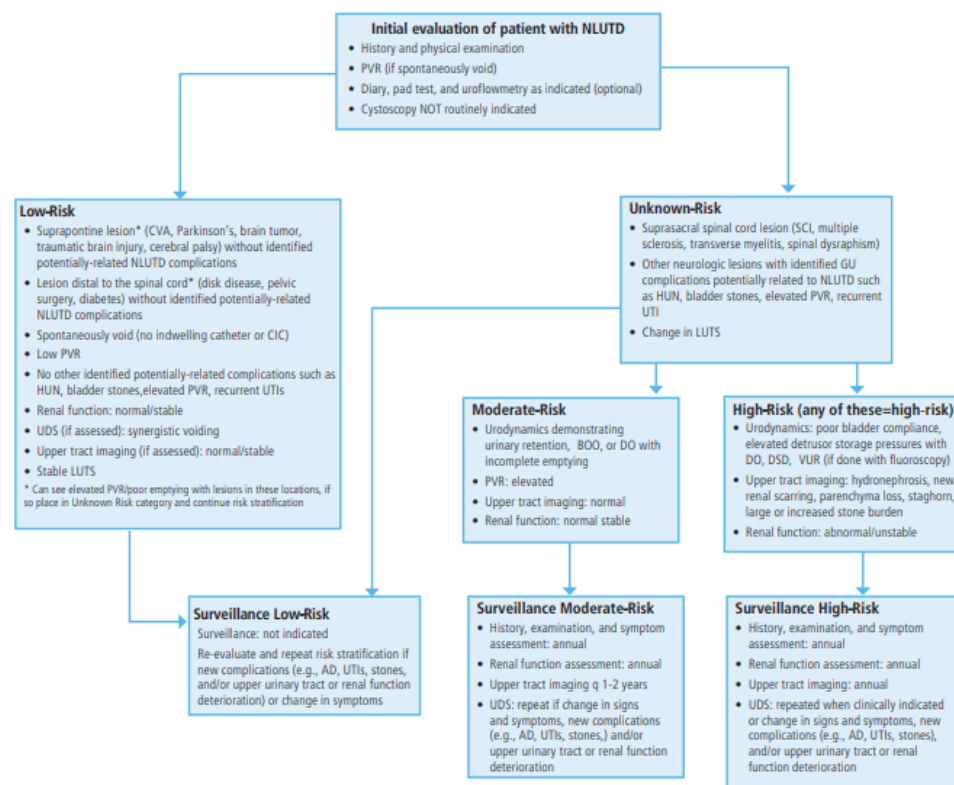 Initial evaluation of patient with NLUTD
• History and physical examination
• PVR (if spontaneously void)
• Diary, pad test, and uroflowmetry as indicated (optional)
• Cystoscopy NOT routinely indicated
Low-Risk
• Suprapontine lesion* (CVA, Parkinson's, brain tumor,
traumatic brain injury, cerebral palsy) without identified
potentially-related NLUTD complications
• Lesion distal to the spinal cord* (disk disease, pelvic
surgery, diabetes) without identified potentially-related
NLUTD complications
• Spontaneously void (no indwelling catheter or CIC)
• Low PVR
• No other identified potentially-related complications such as
HUN, bladder stones,elevated PVR, recurrent UTIs
• Renal function: normal/stable
• UDS (if assessed): synergistic voiding
• Upper tract imaging (if assessed): normal/stable
• Stable LUTS
* Can see elevated PVR/poor emptying with lesions in these locations, if
so place in Unknown Risk category and continue risk stratification
Unknown-Risk
• Suprasacral spinal cord lesion (SCI, multiple
sclerosis, transverse myelitis, spinal dysraphism)
• Other neurologic lesions with identified GU
complications potentially related to NLUTD such
as HUN, bladder stones, elevated PVR, recurrent
UTI
• Change in LUTS
Moderate-Risk
• Urodynamics demonstrating
urinary retention, BOO, or DO with
incomplete emptying
• PVR: elevated
• Upper tract imaging: normal
• Renal function: normal stable
High-Risk (any of these=high-risk)
• Urodynamics: poor bladder compliance,
elevated detrusor storage pressures with
DO, DSD, VUR (if done with fluoroscopy)
• Upper tract imaging: hydronephrosis, new
renal scarring, parenchyma loss, staghorn,
large or increased stone burden
• Renal function: abnormal/unstable
Surveillance Low-Risk
Surveillance: not indicated
Re-evaluate and repeat risk stratification if
new complications (e.g., AD, UTIs, stones,
and/or upper urinary tract or renal function
deterioration) or change in symptoms
Surveillance Moderate-Risk
• History, examination, and symptom
assessment: annual
• Renal function assessment: annual
• Upper tract imaging q 1-2 years
• UDS: repeat if change in signs
and symptoms, new complications
(e.g., AD, UTIs, stones,) and/or
upper urinary tract or renal function
deterioration
Surveillance High-Risk
• History, examination, and symptom
assessment: annual
• Renal function assessment: annual
• Upper tract imaging: annual
• UDS: repeated when clinically indicated
or change in signs and symptoms, new
complications (e.g., AD, UTIs, stones),
and/or upper urinary tract or renal
function deterioration